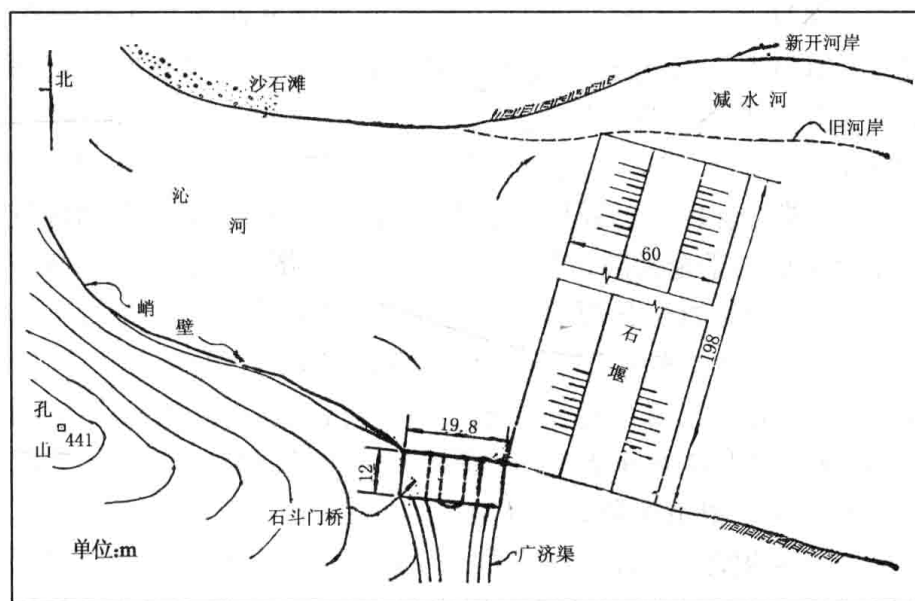 新开河岸
北
沙石滩
减水河
旧河岸
沁河
60
峭壁
石堰
198
19.8
孔山
441
12
石斗门桥
广济渠
单位:m